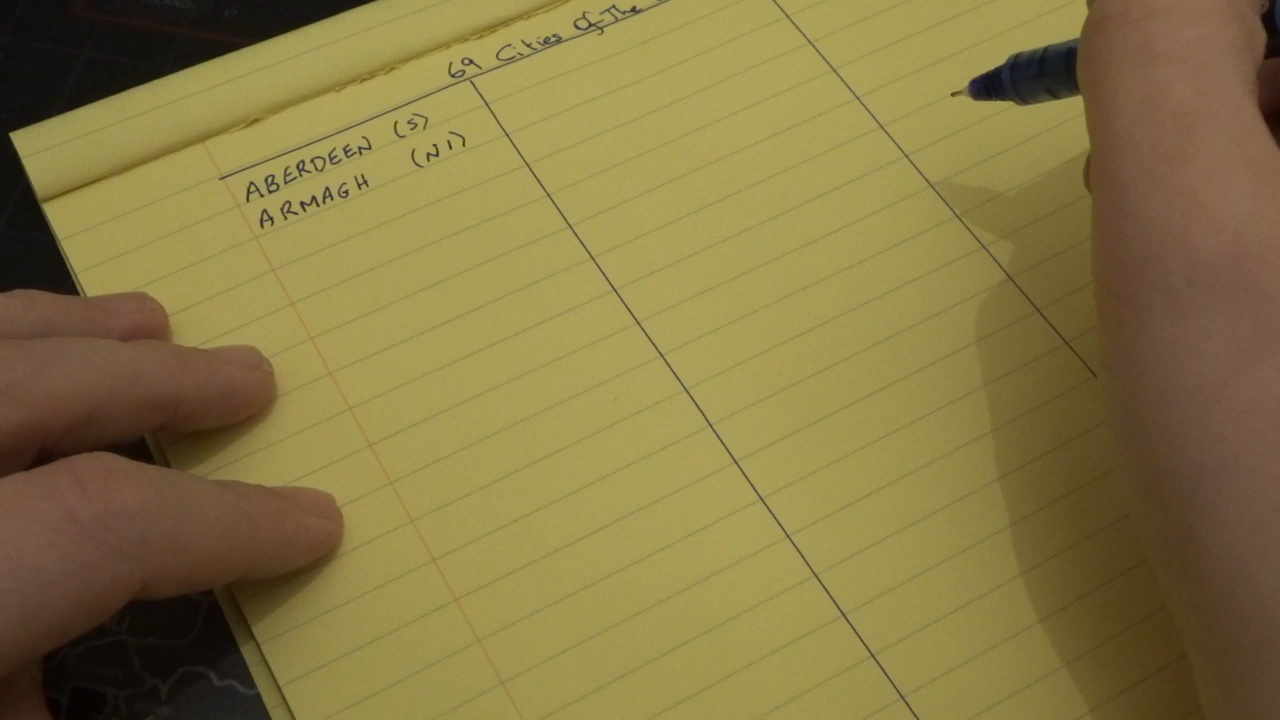 69 Cities Of The
ABERDEEN (S)
ARMAGH (NI)